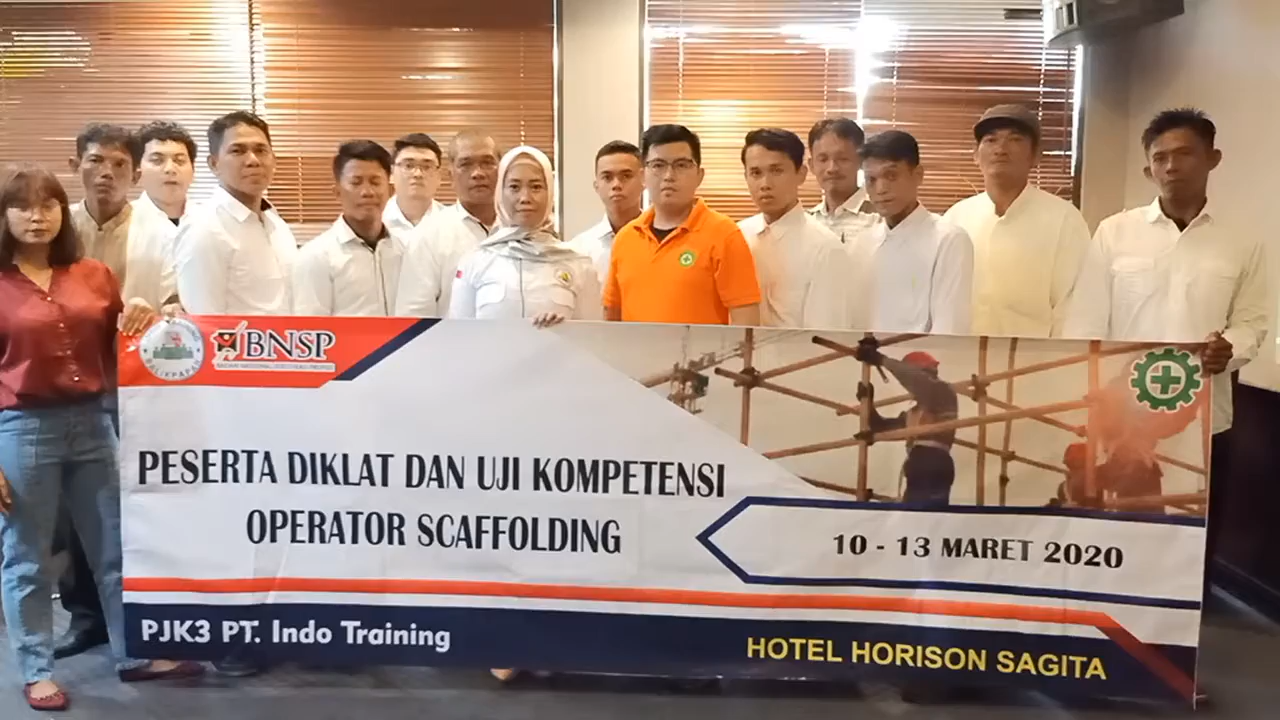 BALIKPAPAN
BNSP
PESERTA DIKLAT DAN UJI KOMPETENSI
OPERATOR SCAFFOLDING
10 - 13 MARET 2020
PJK3 PT. Indo Training
HOTEL HORISON SAGITA